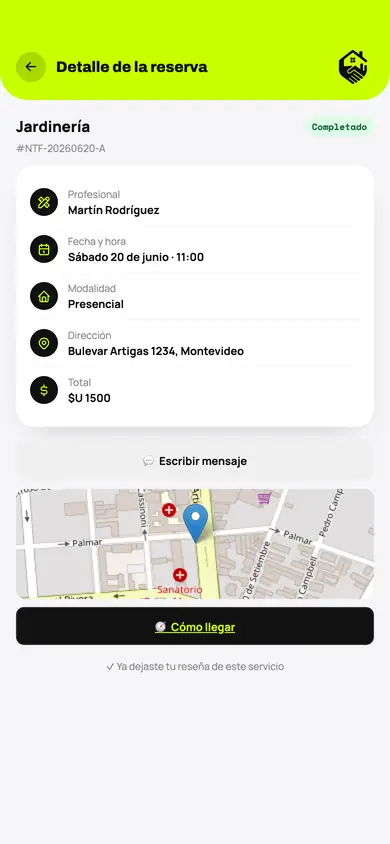 Detalle de la reserva
Jardinería
Completado
#NTF-20260620-A
Profesional
Martín Rodríguez
Fecha y hora
Sábado 20 de junio · 11:00
Modalidad
Presencial
Dirección
Bulevar Artigas 1234, Montevideo
Total
$U 1500
Escribir mensaje
Palmar
Palmar
Pedro Camp
Campbell
Sanatorio
Cómo llegar
✓ Ya dejaste tu reseña de este servicio